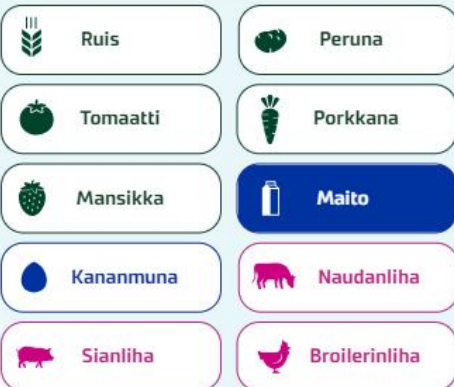 Ruis
Peruna
Tomaatti
Porkkana
Mansikka
Maito
Kananmuna
Naudanliha
Sianliha
Broilerinliha